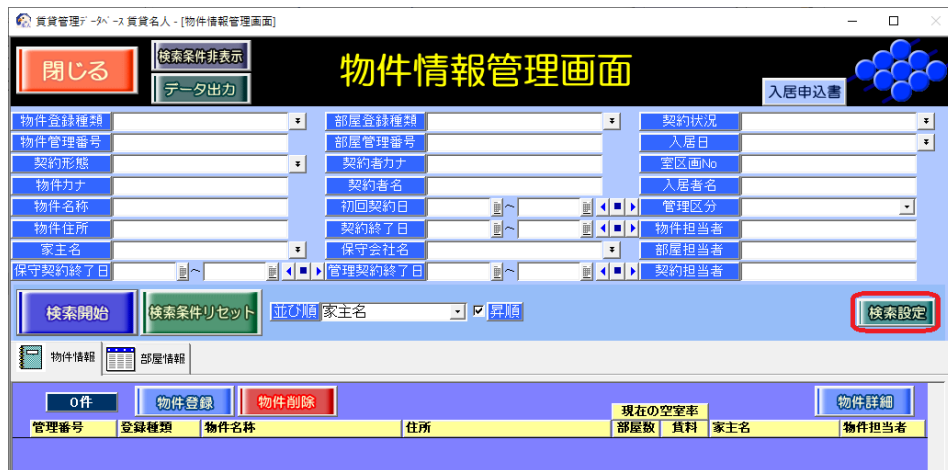 賃貸管理ﾃﾞｰﾀﾍﾞｰｽ 賃貸名人 - [物件情報管理画面]
閉じる
検索条件非表示
データ出力
物件情報管理画面
入居申込書
物件登録種類 部屋登録種類 契約状況
物件管理番号 部屋管理番号 入居日
契約形態 契約者カナ 室区画No
物件カナ 契約者名 入居者名
物件名称 初回契約日 ～ 管理区分
物件住所 契約終了日 ～ 物件担当者
家主名 保守会社名 部屋担当者
保守契約終了日 ～ 管理契約終了日 ～ 契約担当者
検索開始 検索条件リセット 並び順 家主名 昇順 検索設定
物件情報 部屋情報
0件 物件登録 物件削除 物件詳細
現在の空室率
管理番号 登録種類 物件名称 住所 部屋数 賃料 家主名 物件担当者